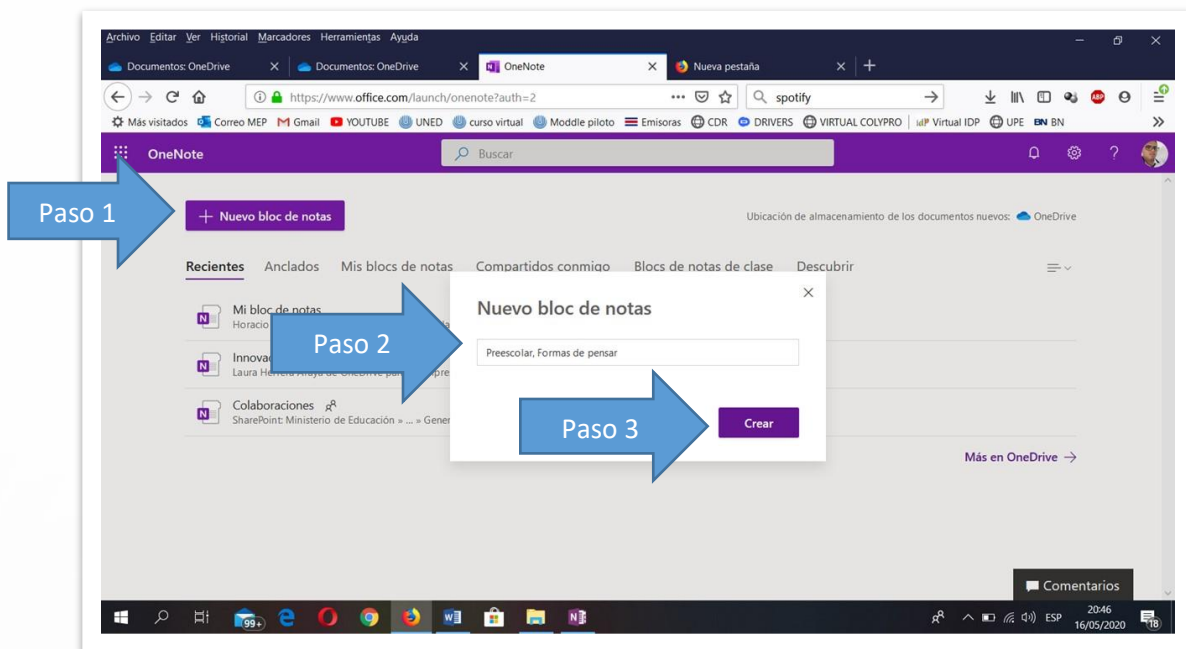 Archivo Editar Ver Historial Marcadores Herramientas Ayuda
Documentos: OneDrive Documentos: OneDrive OneNote Nueva pestaña
https://www.office.com/launch/onenote?auth=2 spotify
Más visitados Correo MEP Gmail YOUTUBE UNED curso virtual Moddle piloto Emisoras CDR DRIVERS VIRTUAL COLYPRO Virtual IDP UPE BN BN
OneNote Buscar
Paso 1
+ Nuevo bloc de notas Ubicación de almacenamiento de los documentos nuevos: OneDrive
Recientes Anclados Mis blocs de notas Compartidos conmigo Blocs de notas de clase Descubrir
Nuevo bloc de notas
Mi bloc de notas
Horacio
Paso 2
Preescolar, Formas de pensar
Laura Herrera Araya de OneDrive
Colaboraciones
SharePoint: Ministerio de Educación » ... » Gener
Paso 3
Crear
Más en OneDrive
Comentarios
99+
ESP
20:46
16/05/2020
18